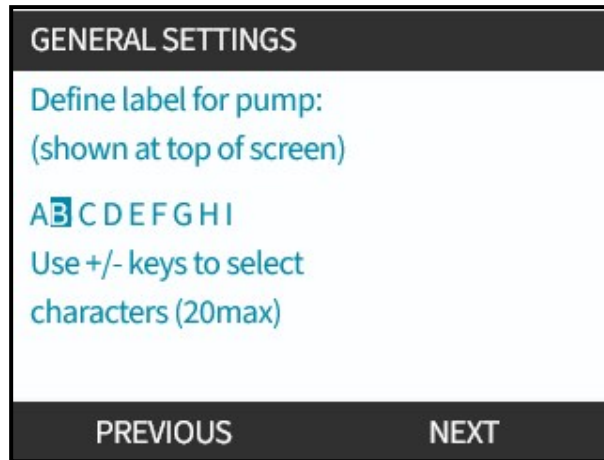 GENERAL SETTINGS
Define label for pump:
(shown at top of screen)
A B C D E F G H I
Use +/- keys to select
characters (20max)
PREVIOUS NEXT